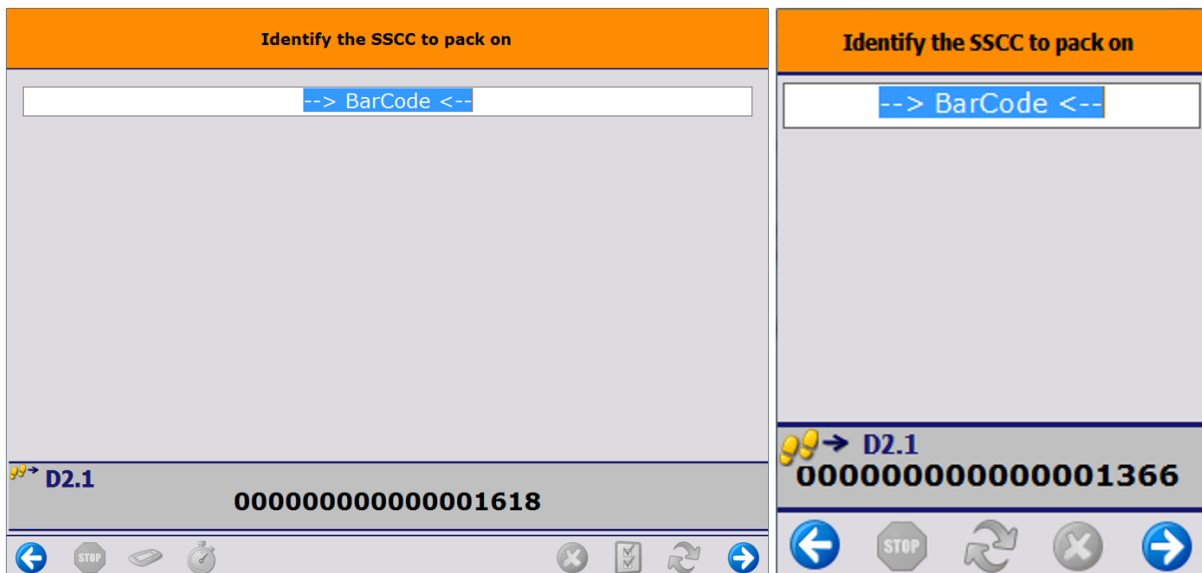 Identify the SSCC to pack on
--> BarCode <--
D2.1
000000000000001618
STOP
Identify the SSCC to pack on
--> BarCode <--
D2.1
000000000000001366
STOP